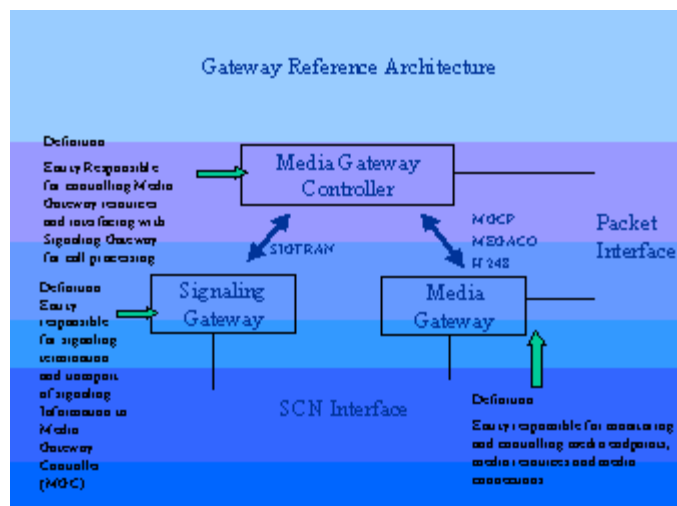 Gateway Reference Architecture
Definition
Entity Responsible
for controlling Media
Gateway resources
and interfacing with
Signaling Gateway
for call processing
Media Gateway
Controller
MGCP
MEGACO
H 248
Packet
Interface
SIGTRAN
Definition
Entity
responsible
for signaling
termination
and transport
of signaling
Information to
Media
Gateway
Controller
(MGC)
Signaling
Gateway
Media
Gateway
SCN Interface
Definition
Entity responsible for monitoring
and controlling media endpoints,
media resources and media
connections